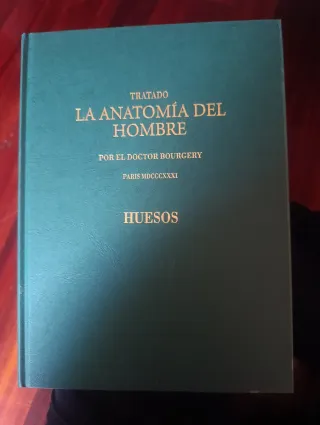 TRATADO
LA ANATOMÍA DEL
HOMBRE
POR EL DOCTOR BOURGERY
PARIS MDCCCXXXI
HUESOS